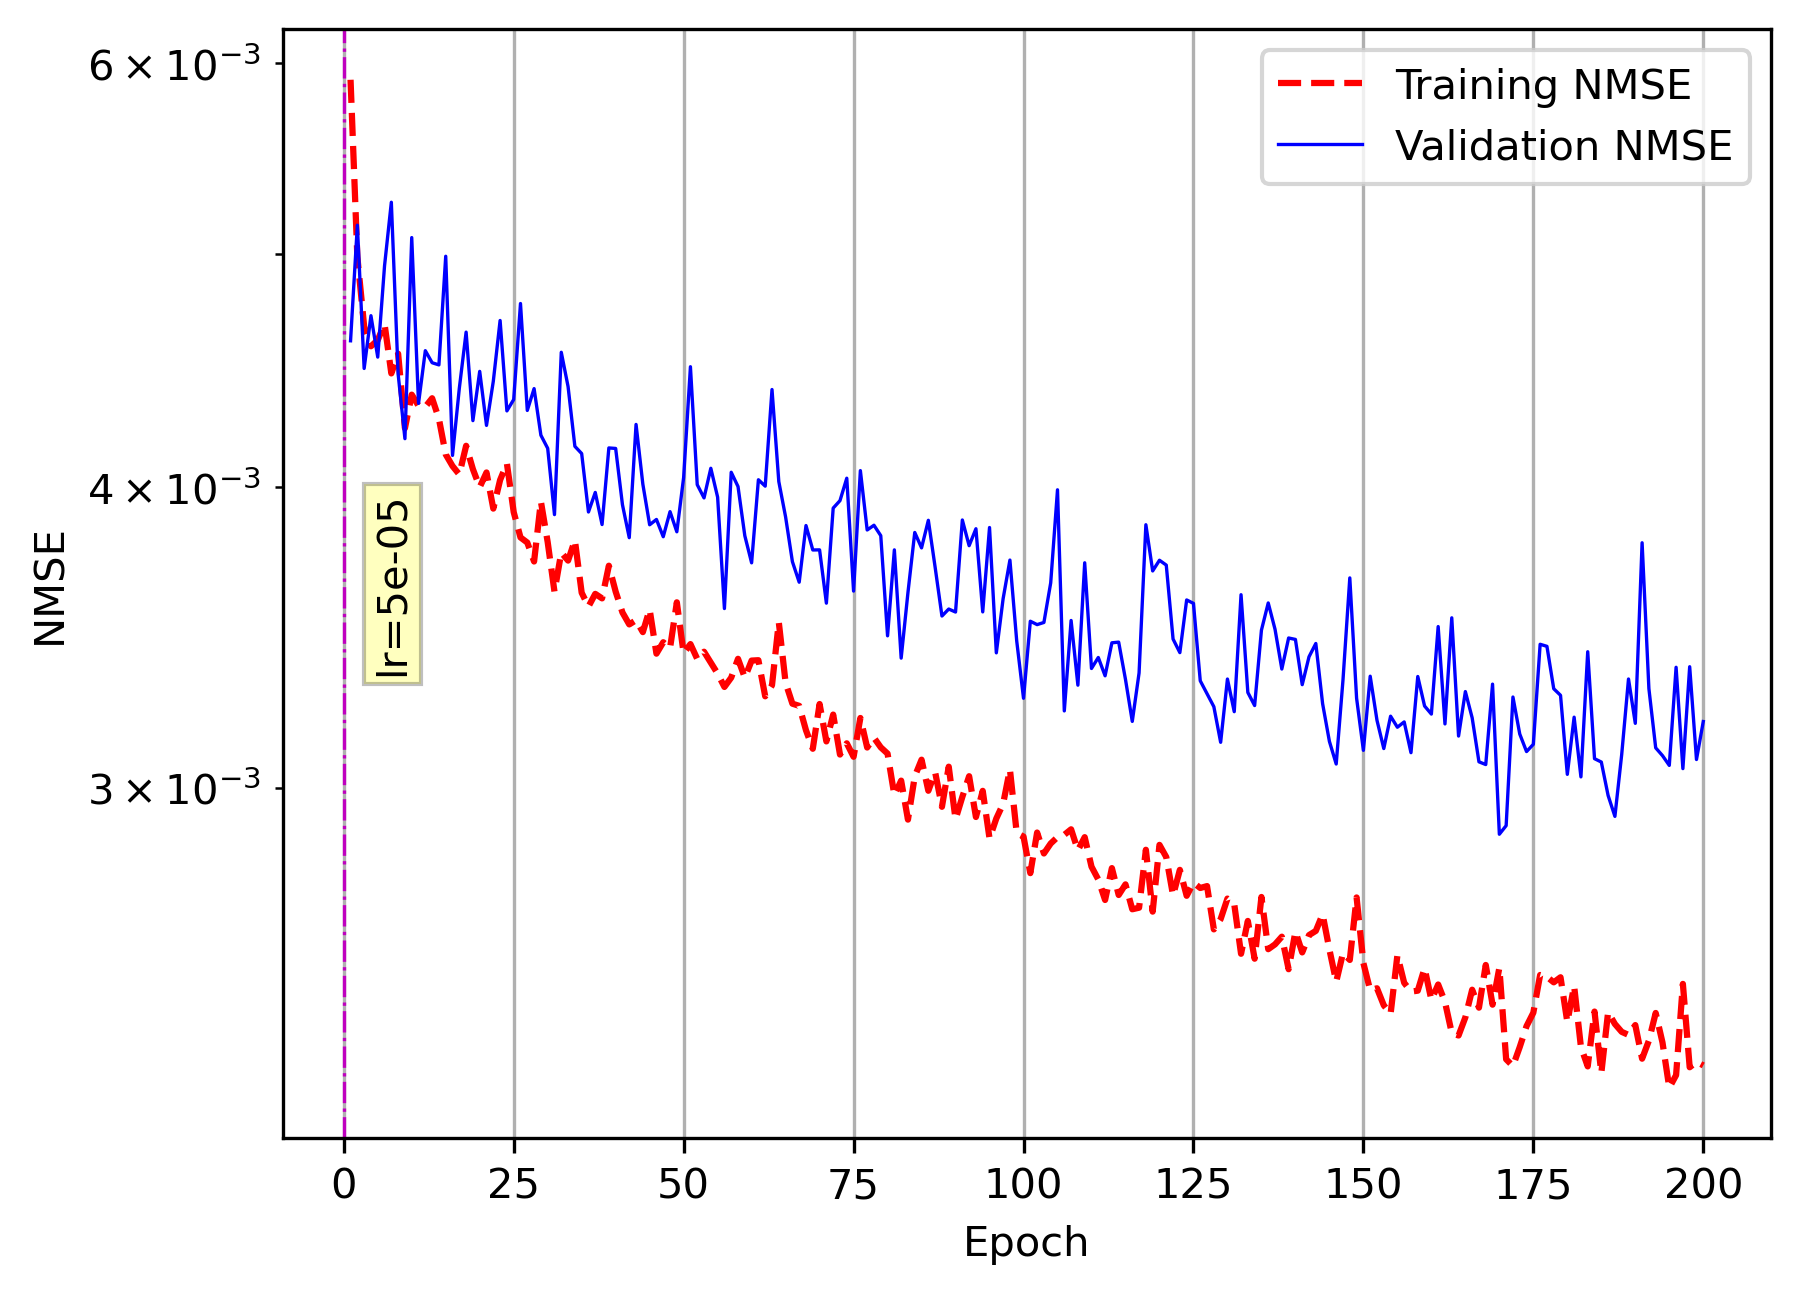 6 × 10⁻³
4 × 10⁻³
3 × 10⁻³
NMSE
lr=5e-05
Training NMSE
Validation NMSE
0 25 50 75 100 125 150 175 200
Epoch